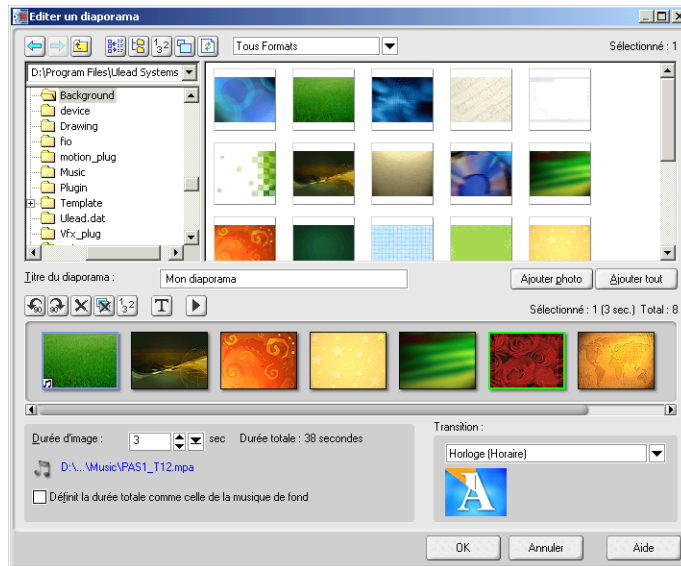 Editer un diaporama
Tous Formats
Sélectionné : 1
D:\Program Files\Ulead Systems
Background
device
Drawing
fio
motion_plug
Music
Plugin
Template
Ulead.dat
Vfx_plug
Titre du diaporama :
Mon diaporama
Ajouter photo
Ajouter tout
Sélectionné : 1 (3 sec.) Total : 8
Durée d'image :
3
sec
Durée totale : 38 secondes
D:\...\Music\PAS1_T12.mpa
Définit la durée totale comme celle de la musique de fond
Transition :
Horloge (Horaire)
A
OK
Annuler
Aide